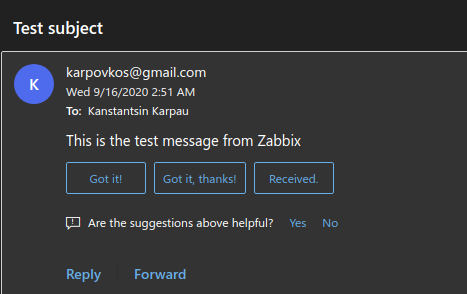 Test subject
K
karpovkos@gmail.com
Wed 9/16/2020 2:51 AM
To: Kanstantsin Karpau
This is the test message from Zabbix
Got it! Got it, thanks! Received.
Are the suggestions above helpful? Yes No
Reply Forward